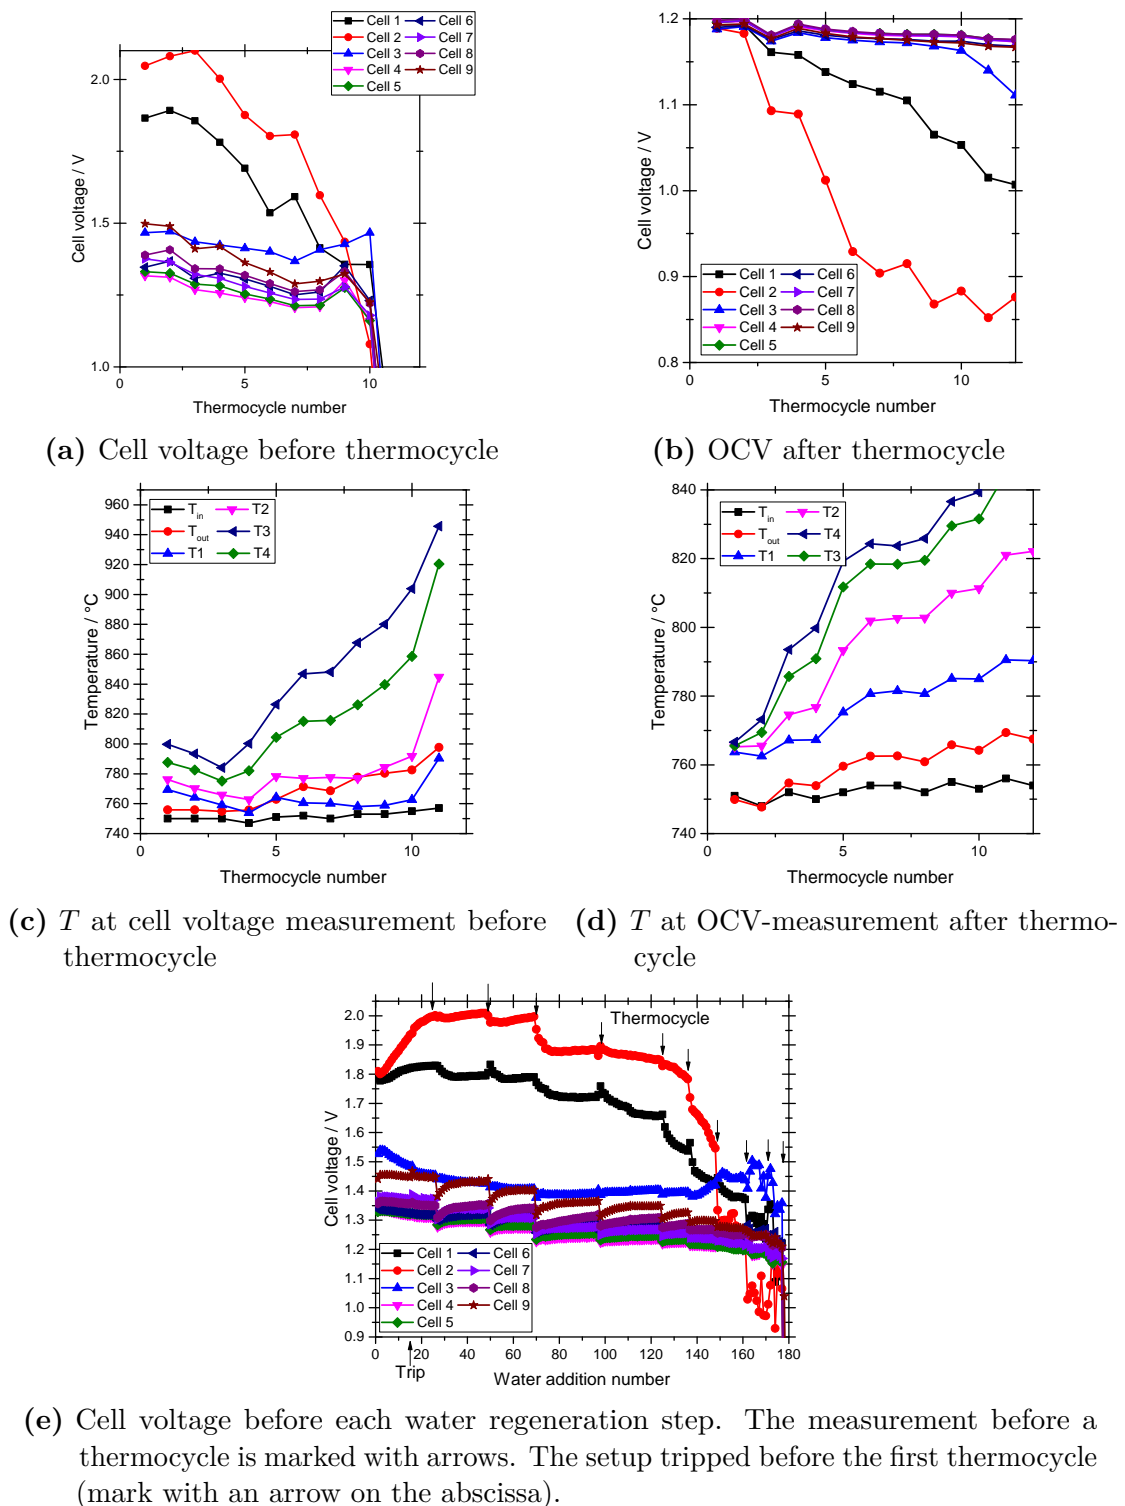 Cell 1 Cell 6
Cell 2 Cell 7
Cell 3 Cell 8
Cell 4 Cell 9
Cell 5
2.0
1.5
1.0
0 5 10
Cell voltage / V
Thermocycle number
(a) Cell voltage before thermocycle
1.2
1.1
1.0
0.9
0.8
0 5 10
Cell voltage / V
Cell 1 Cell 6
Cell 2 Cell 7
Cell 3 Cell 8
Cell 4 Cell 9
Cell 5
Thermocycle number
(b) OCV after thermocycle
T_in T2
T_out T3
T1 T4
960
940
920
900
880
860
840
820
800
780
760
740
0 5 10
Temperature / °C
Thermocycle number
(c) T at cell voltage measurement before
thermocycle
T_in T2
T_out T4
T1 T3
840
820
800
780
760
740
0 5 10
Temperature / °C
Thermocycle number
(d) T at OCV-measurement after thermo-
cycle
Thermocycle
2.0
1.9
1.8
1.7
1.6
1.5
1.4
1.3
1.2
1.1
1.0
0.9
Cell voltage / V
Cell 1 Cell 6
Cell 2 Cell 7
Cell 3 Cell 8
Cell 4 Cell 9
Cell 5
0 20 40 60 80 100 120 140 160 180
Trip
Water addition number
(e) Cell voltage before each water regeneration step. The measurement before a
thermocycle is marked with arrows. The setup tripped before the first thermocycle
(mark with an arrow on the abscissa).